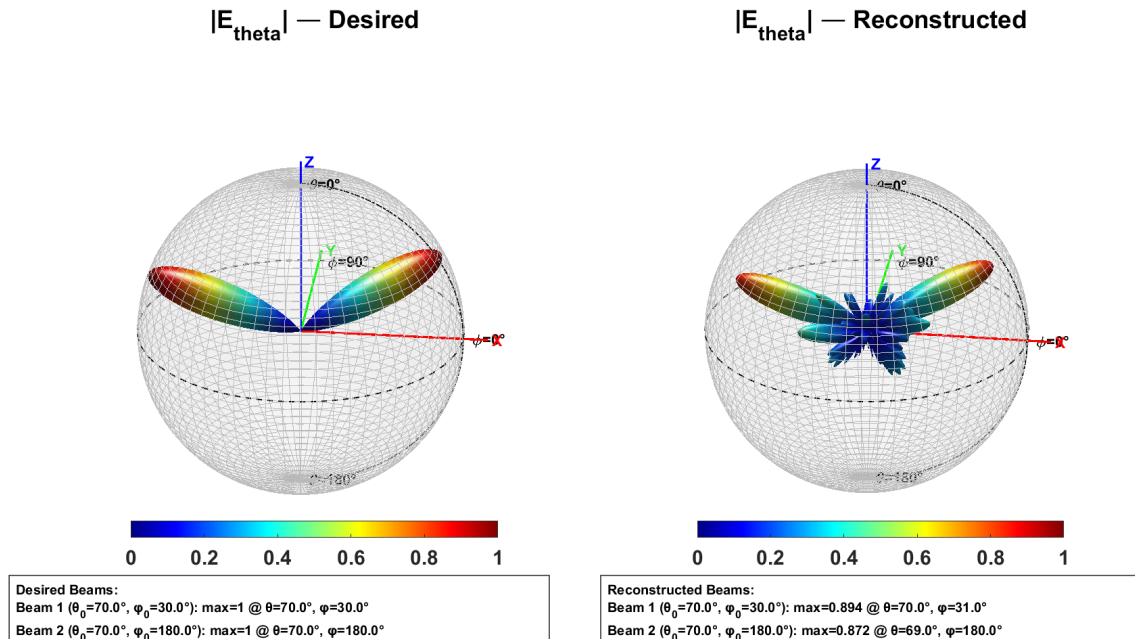 |E_theta| — Desired
Z
θ=0°
Y
ϕ=90°
ϕ=0°
X
θ=180°
0 0.2 0.4 0.6 0.8 1
Desired Beams:
Beam 1 (θ₀=70.0°, φ₀=30.0°): max=1 @ θ=70.0°, φ=30.0°
Beam 2 (θ₀=70.0°, φ₀=180.0°): max=1 @ θ=70.0°, φ=180.0°
|E_theta| — Reconstructed
Z
θ=0°
Y
ϕ=90°
ϕ=0°
X
θ=180°
0 0.2 0.4 0.6 0.8 1
Reconstructed Beams:
Beam 1 (θ₀=70.0°, φ₀=30.0°): max=0.894 @ θ=70.0°, φ=31.0°
Beam 2 (θ₀=70.0°, φ₀=180.0°): max=0.872 @ θ=69.0°, φ=180.0°